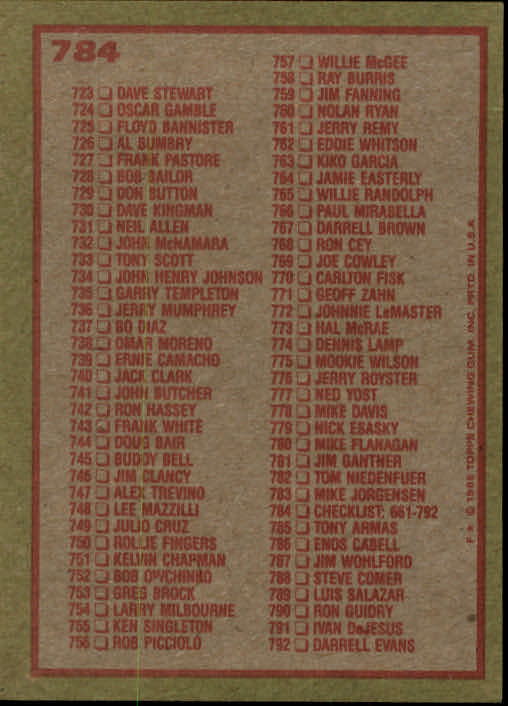 784
723 DAVE STEWART
724 OSCAR GAMBLE
725 FLOYD BANNISTER
726 AL BUMBRY
727 FRANK PASTORE
728 BOB BAILOR
729 DON SUTTON
730 DAVE KINGMAN
731 NEIL ALLEN
732 JOHN McNAMARA
733 TONY SCOTT
734 JOHN HENRY JOHNSON
735 GARRY TEMPLETON
736 JERRY MUMPHREY
737 BO DIAZ
738 OMAR MORENO
739 ERNIE CAMACHO
740 JACK CLARK
741 JOHN BUTCHER
742 RON HASSEY
743 FRANK WHITE
744 DOUG BAIR
745 BUDDY BELL
746 JIM CLANCY
747 ALEX TREVINO
748 LEE MAZZILLI
749 JULIO CRUZ
750 ROLLIE FINGERS
751 KELVIN CHAPMAN
752 BOB OWCHINKO
753 GREG BROCK
754 LARRY MILBOURNE
755 KEN SINGLETON
756 ROB PICCIOLO
757 WILLIE McGEE
758 RAY BURRIS
759 JIM FANNING
760 NOLAN RYAN
761 JERRY REMY
762 EDDIE WHITSON
763 KIKO GARCIA
764 JAMIE EASTERLY
765 WILLIE RANDOLPH
766 PAUL MIRABELLA
767 DARRELL BROWN
768 RON CEY
769 JOE COWLEY
770 CARLTON FISK
771 GEOFF ZAHN
772 JOHNNIE LeMASTER
773 HAL McRAE
774 DENNIS LAMP
775 MOOKIE WILSON
776 JERRY ROYSTER
777 NED YOST
778 MIKE DAVIS
779 NICK ESASKY
780 MIKE FLANAGAN
781 JIM GANTNER
782 TOM NIEDENFUER
783 MIKE JORGENSEN
784 CHECKLIST: 661-792
785 TONY ARMAS
786 ENOS CABELL
787 JIM WOHLFORD
788 STEVE COMER
789 LUIS SALAZAR
790 RON GUIDRY
791 IVAN DeJESUS
792 DARRELL EVANS
F * © 1985 TOPPS CHEWING GUM, INC. PRTD. IN U.S.A.